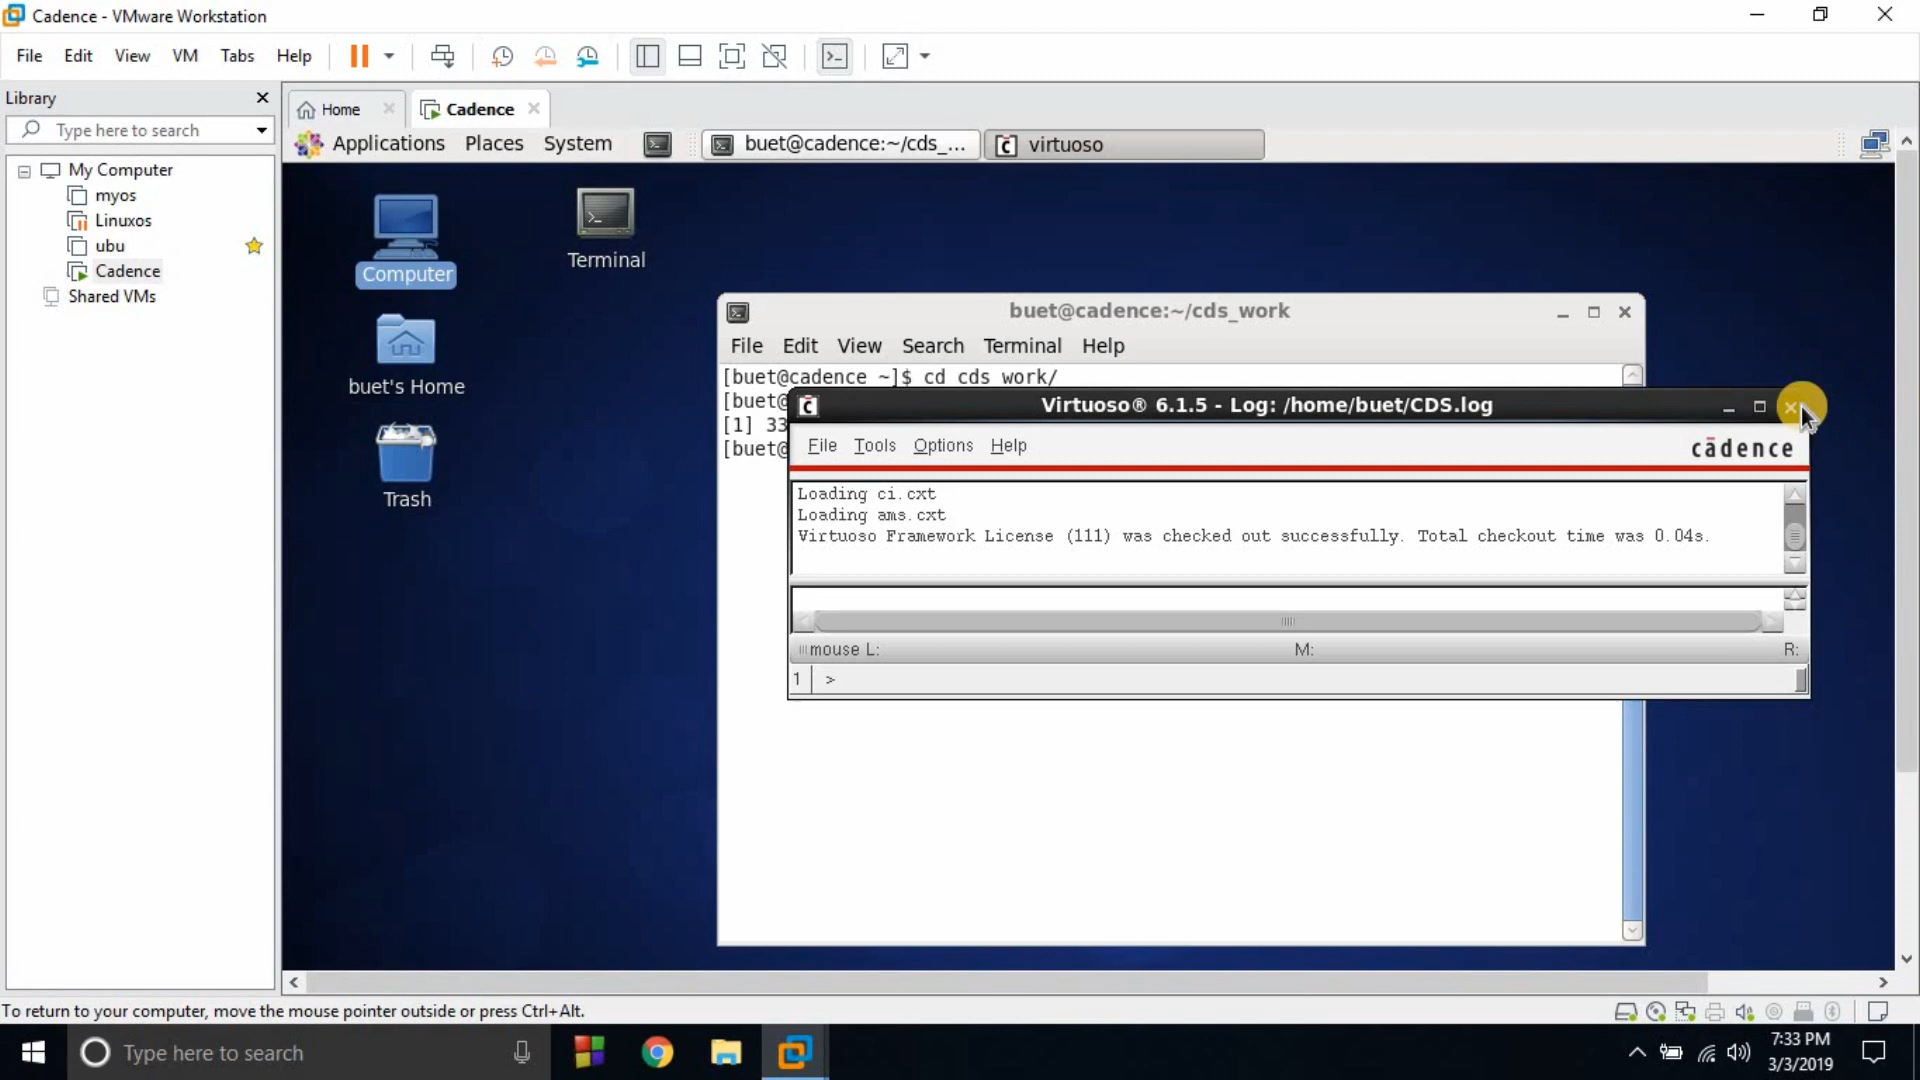 Cadence - VMware Workstation
File Edit View VM Tabs Help
Library
Type here to search
My Computer
myos
Linuxos
ubu
Cadence
Shared VMs
Home
Cadence
Applications Places System
buet@cadence:~/cds_...
virtuoso
Computer
Terminal
buet's Home
Trash
buet@cadence:~/cds_work
File Edit View Search Terminal Help
[buet@cadence ~]$ cd cds_work/
[buet@
[1] 33
[buet@
Virtuoso® 6.1.5 - Log: /home/buet/CDS.log
File Tools Options Help
cādence
Loading ci.cxt
Loading ams.cxt
Virtuoso Framework License (111) was checked out successfully. Total checkout time was 0.04s.
mouse L: M: R:
1 >
To return to your computer, move the mouse pointer outside or press Ctrl+Alt.
Type here to search
7:33 PM
3/3/2019